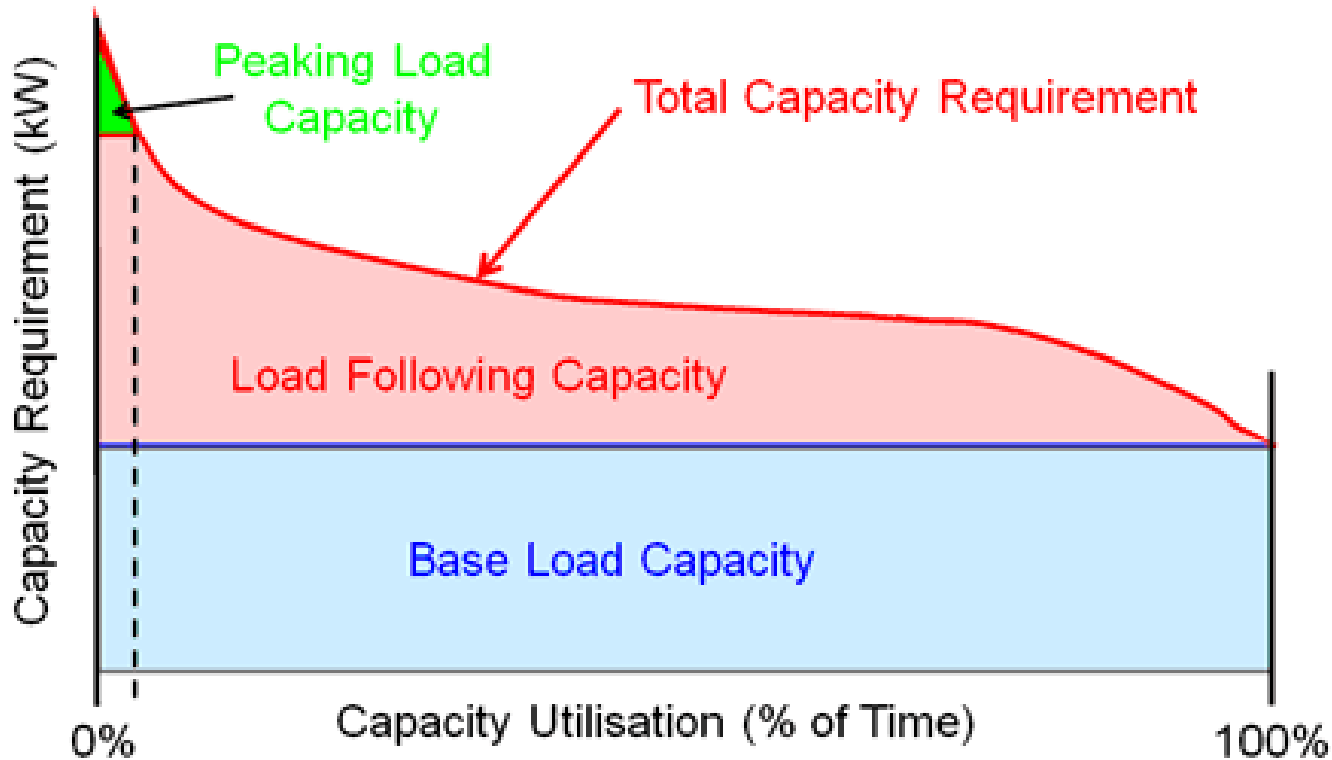 Peaking Load
Capacity
Total Capacity Requirement
Capacity Requirement (kW)
Load Following Capacity
Base Load Capacity
0%
Capacity Utilisation (% of Time)
100%